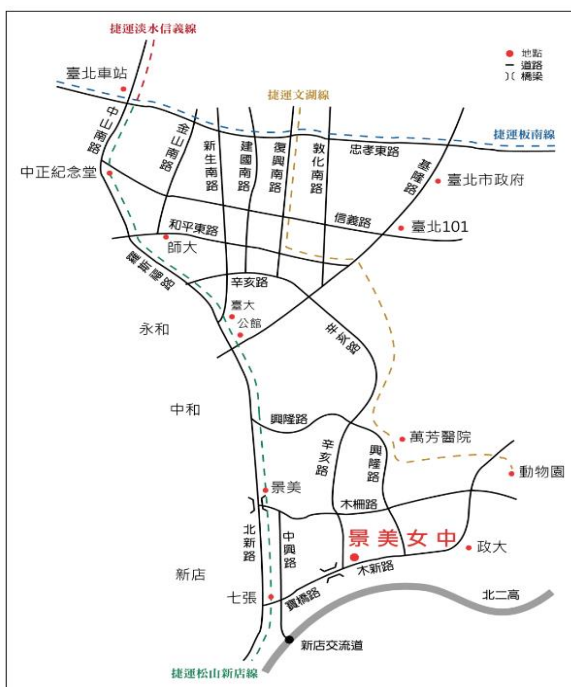 捷運淡水信義線
地點
道路
橋梁
臺北車站
捷運文湖線
捷運板南線
中山南路
金山南路
新生南路
建國南路
復興南路
敦化南路
忠孝東路
基隆路
中正紀念堂
臺北市政府
信義路
臺北101
和平東路
師大
羅斯福路
辛亥路
臺大
公館
永和
辛亥路
中和
興隆路
辛亥路
興隆路
萬芳醫院
動物園
景美
木柵路
北新路
中興路
景美女中
政大
木新路
新店
七張
寶橋路
北二高
新店交流道
捷運松山新店線